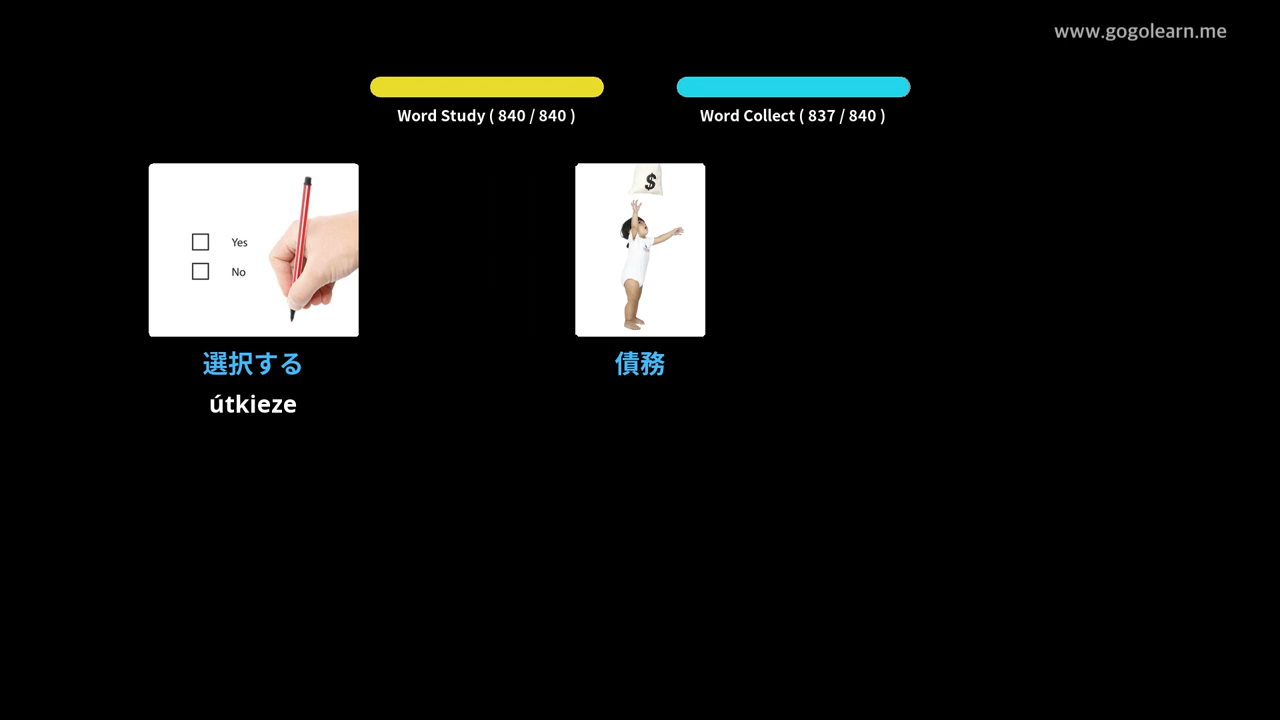 www.gogolearn.me
Word Study ( 840 / 840 )
Word Collect ( 837 / 840 )
Yes
No
$
選択する
債務
útkieze